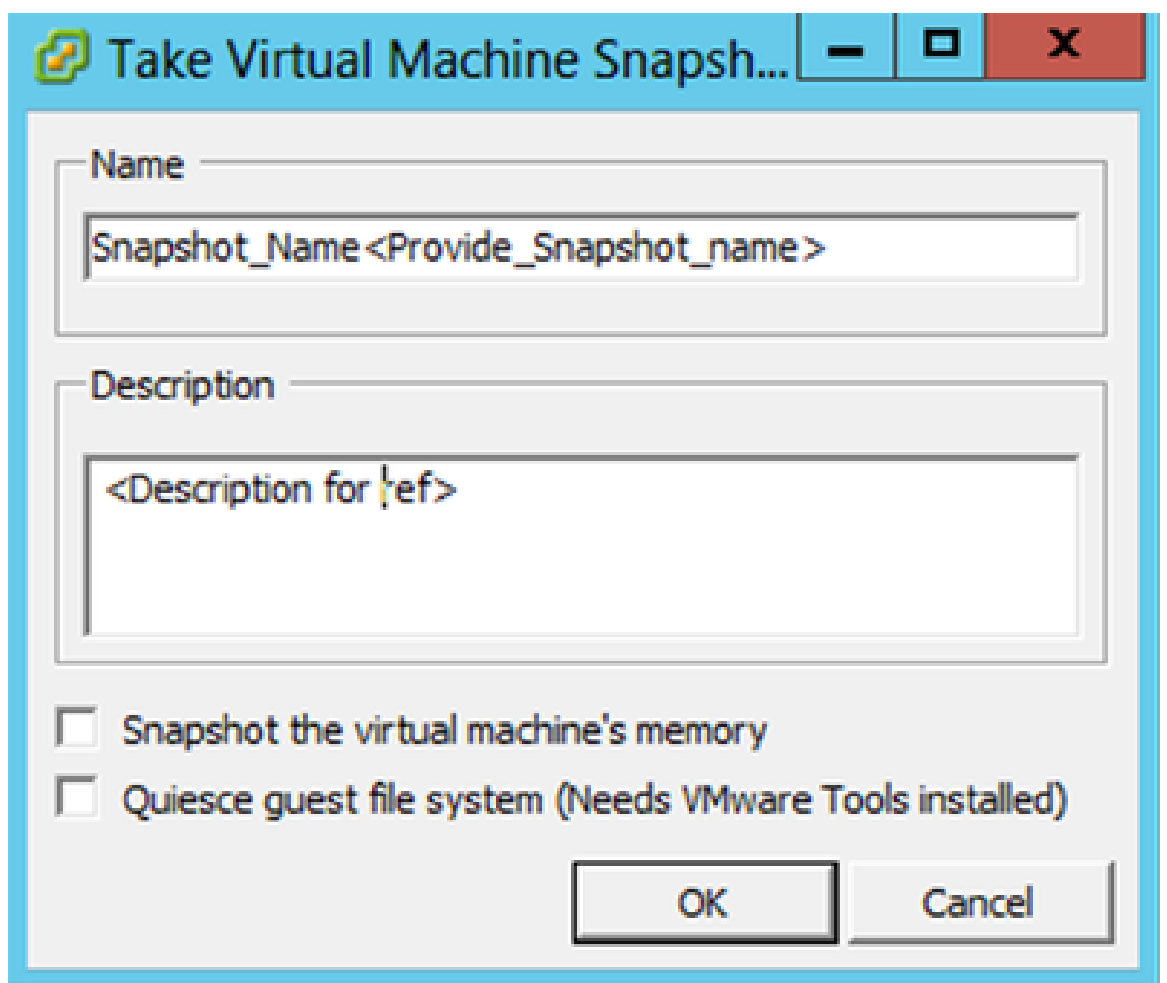 Take Virtual Machine Snapsh...
Name
Snapshot_Name<Provide_Snapshot_name>
Description
<Description for ref>
Snapshot the virtual machine's memory
Quiesce guest file system (Needs VMware Tools installed)
OK
Cancel